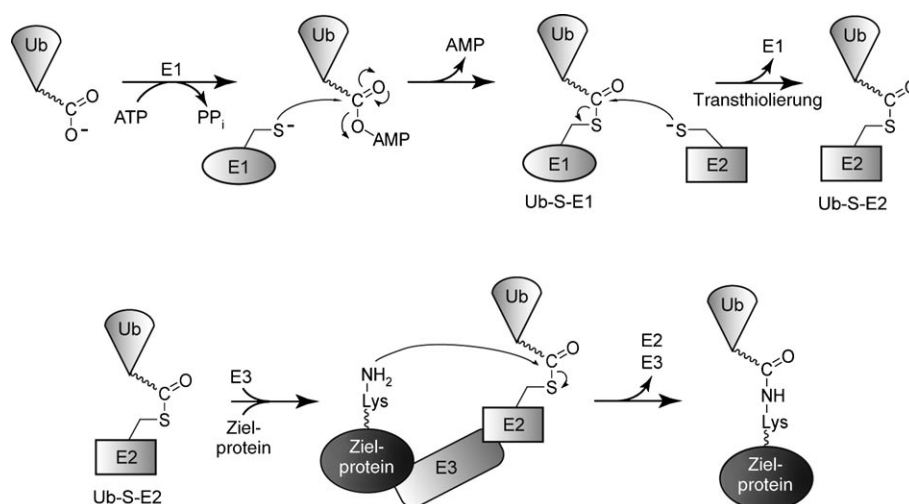 Ub
C
O
O⁻
E1
ATP
PPᵢ
Ub
C
O
O
AMP
S⁻
E1
AMP
Ub
C
O
S
E1
Ub-S-E1
⁻S
E2
E1
Transthiolierung
Ub
C
O
S
E2
Ub-S-E2
Ub
C
O
S
E2
Ub-S-E2
E3
Ziel-
protein
NH₂
Lys
Ziel-
protein
E3
Ub
C
O
S
E2
E2
E3
Ub
C
O
NH
Lys
Ziel-
protein